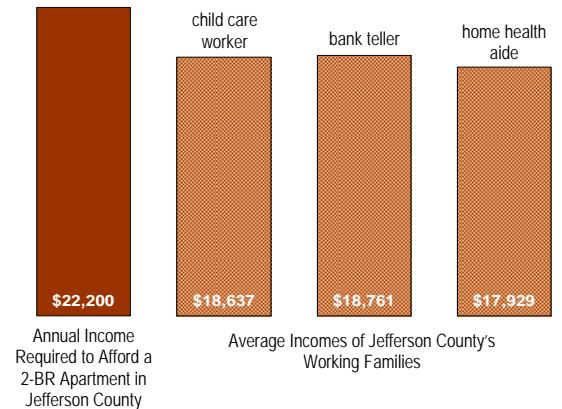 child care
worker
bank teller
home health
aide
$22,200
$18,637
$18,761
$17,929
Annual Income
Required to Afford a
2-BR Apartment in
Jefferson County
Average Incomes of Jefferson County's
Working Families